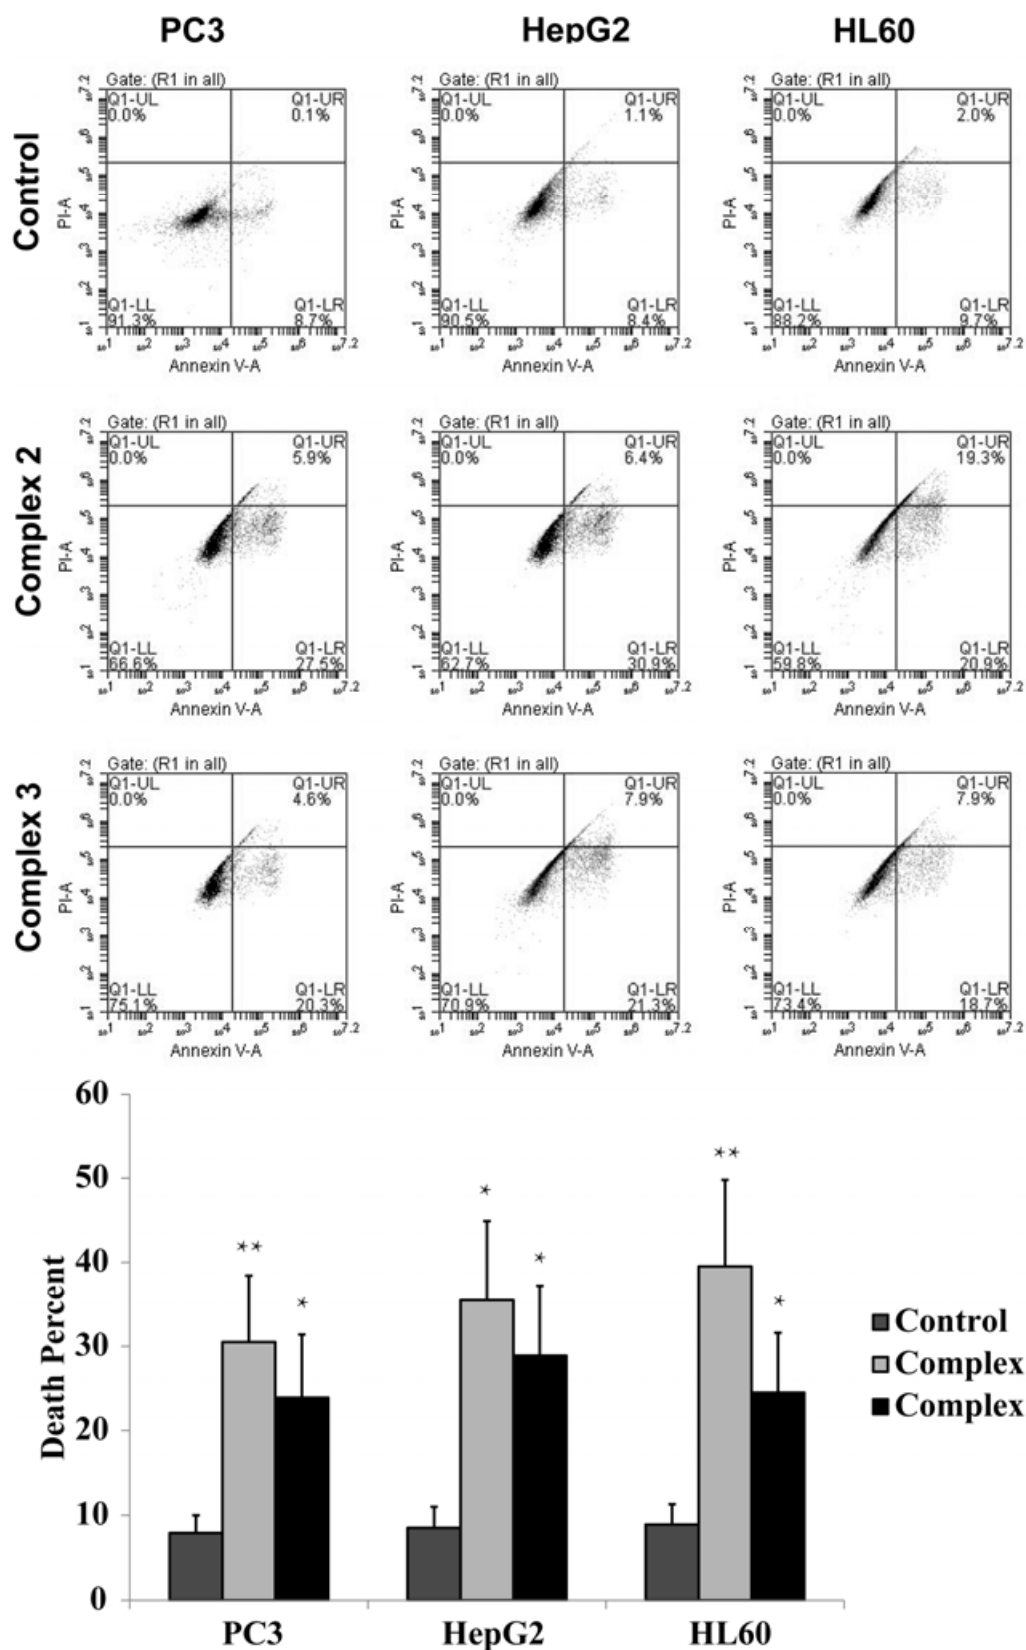 PC3 HepG2 HL60
Control
Gate: (R1 in all)
Q1-UL Q1-UR
0.0% 0.1%
Q1-LL Q1-LR
91.3% 8.7%
PI-A
Annexin V-A
Gate: (R1 in all)
Q1-UL Q1-UR
0.0% 1.1%
Q1-LL Q1-LR
90.5% 8.4%
PI-A
Annexin V-A
Gate: (R1 in all)
Q1-UL Q1-UR
0.0% 2.0%
Q1-LL Q1-LR
88.2% 9.7%
PI-A
Annexin V-A
Complex 2
Gate: (R1 in all)
Q1-UL Q1-UR
0.0% 5.9%
Q1-LL Q1-LR
66.6% 27.5%
PI-A
Annexin V-A
Gate: (R1 in all)
Q1-UL Q1-UR
0.0% 6.4%
Q1-LL Q1-LR
62.7% 30.9%
PI-A
Annexin V-A
Gate: (R1 in all)
Q1-UL Q1-UR
0.0% 19.3%
Q1-LL Q1-LR
59.8% 20.9%
PI-A
Annexin V-A
Complex 3
Gate: (R1 in all)
Q1-UL Q1-UR
0.0% 4.6%
Q1-LL Q1-LR
75.1% 20.3%
PI-A
Annexin V-A
Gate: (R1 in all)
Q1-UL Q1-UR
0.0% 7.9%
Q1-LL Q1-LR
70.9% 21.3%
PI-A
Annexin V-A
Gate: (R1 in all)
Q1-UL Q1-UR
0.0% 7.9%
Q1-LL Q1-LR
73.4% 18.7%
PI-A
Annexin V-A
Death Percent
60
50
40
30
20
10
0
** *
* *
** *
PC3 HepG2 HL60
Control
Complex
Complex